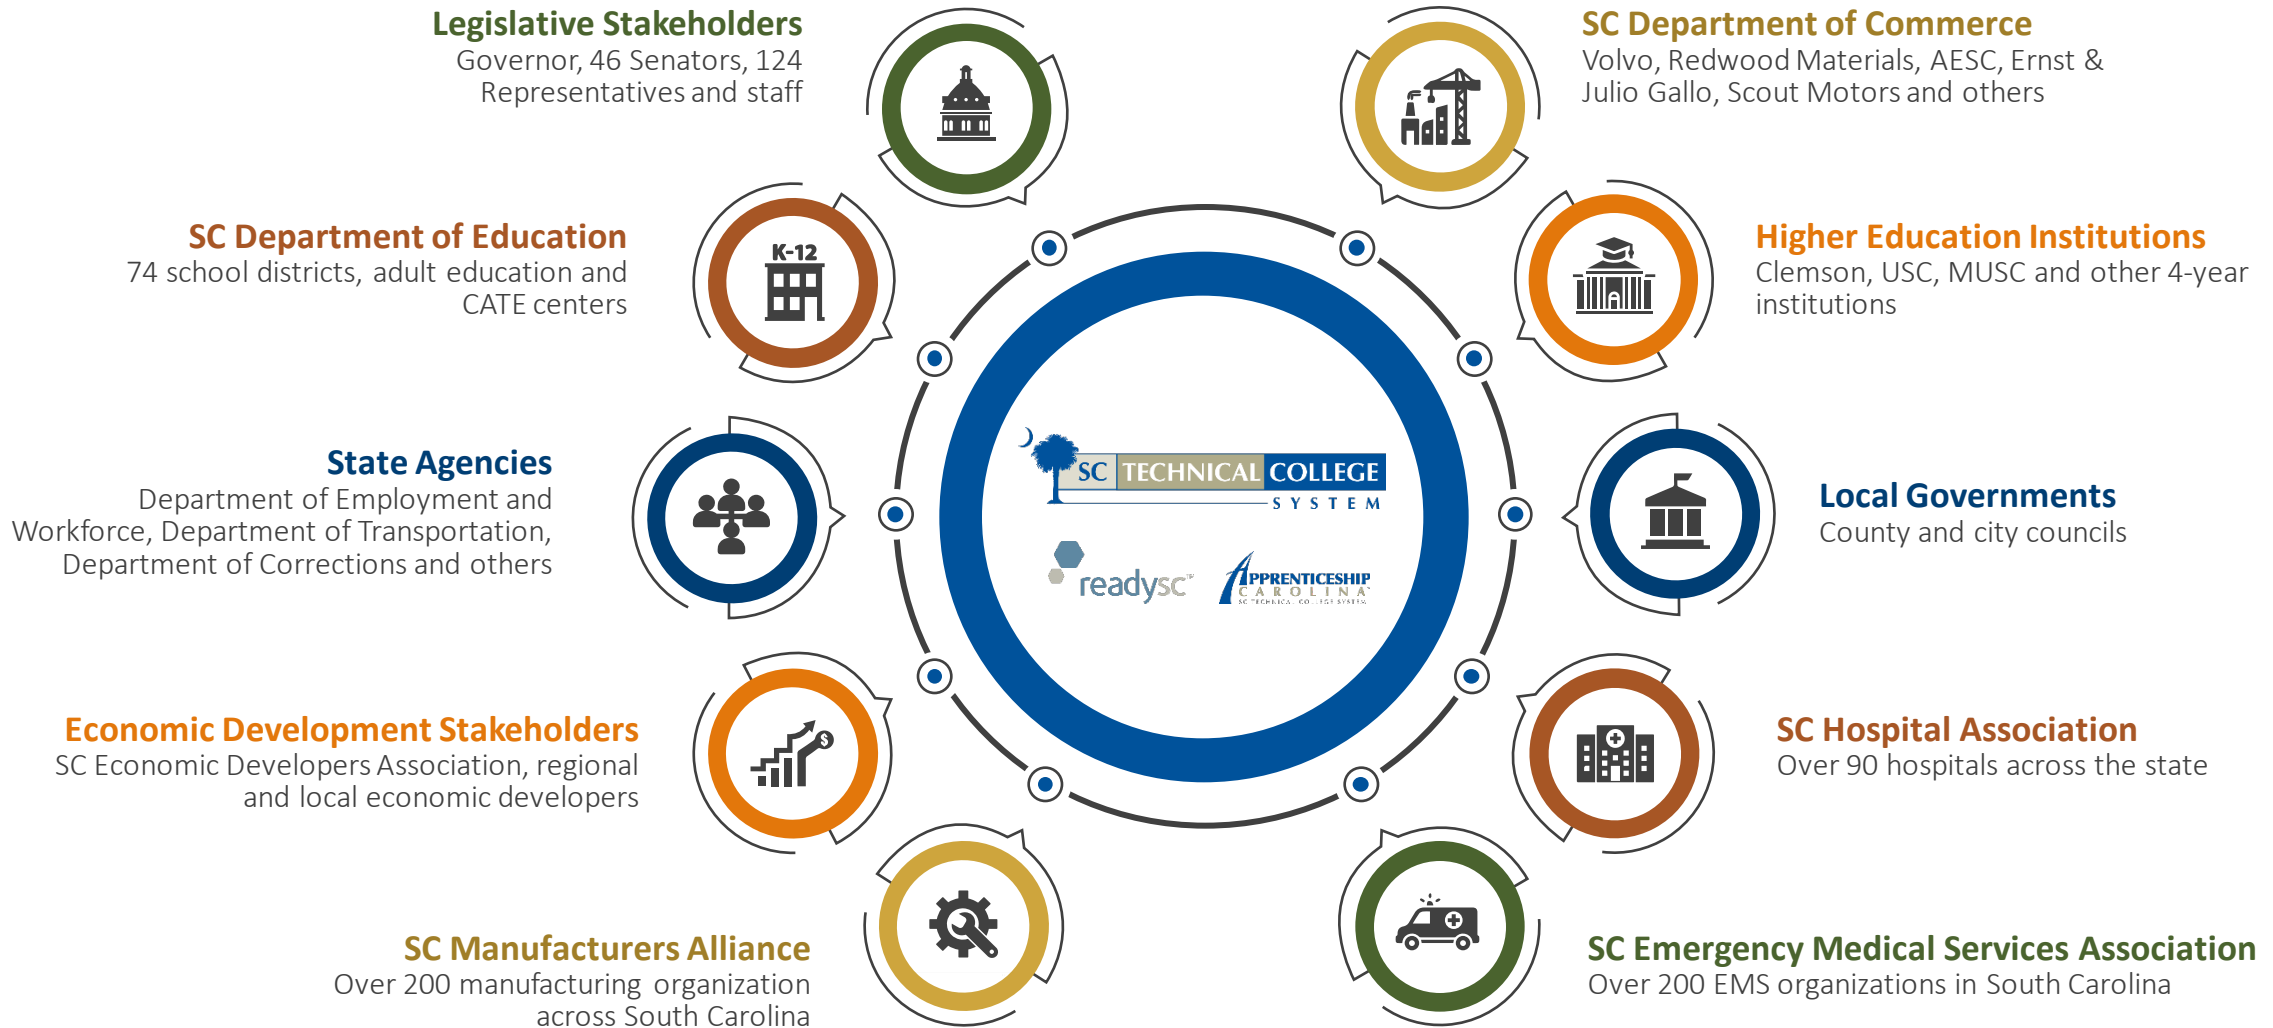 Legislative Stakeholders
Governor, 46 Senators, 124
Representatives and staff
SC Department of Education
74 school districts, adult education and
CATE centers
K-12
State Agencies
Department of Employment and
Workforce, Department of Transportation,
Department of Corrections and others
Economic Development Stakeholders
SC Economic Developers Association, regional
and local economic developers
$
SC Manufacturers Alliance
Over 200 manufacturing organization
across South Carolina
SC TECHNICAL COLLEGE
SYSTEM
readysc™
APPRENTICESHIP
CAROLINA™
SC TECHNICAL COLLEGE SYSTEM
SC Department of Commerce
Volvo, Redwood Materials, AESC, Ernst &
Julio Gallo, Scout Motors and others
Higher Education Institutions
Clemson, USC, MUSC and other 4-year
institutions
Local Governments
County and city councils
SC Hospital Association
Over 90 hospitals across the state
SC Emergency Medical Services Association
Over 200 EMS organizations in South Carolina